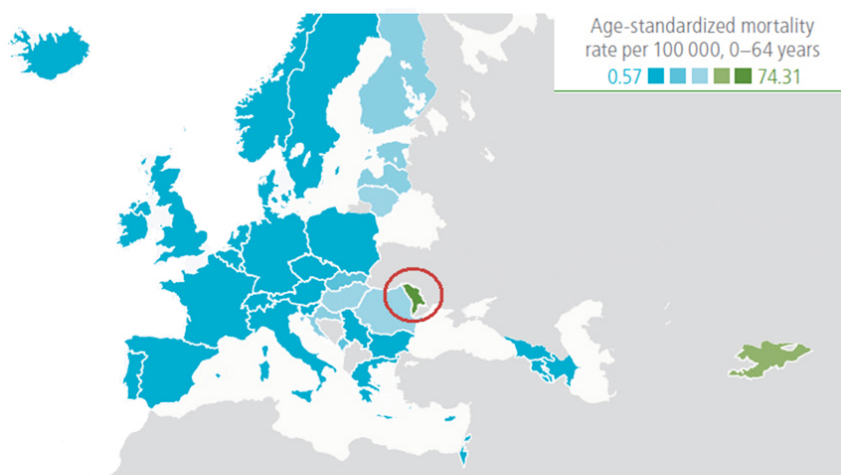 Age-standardized mortality
rate per 100 000, 0–64 years
0.57 74.31